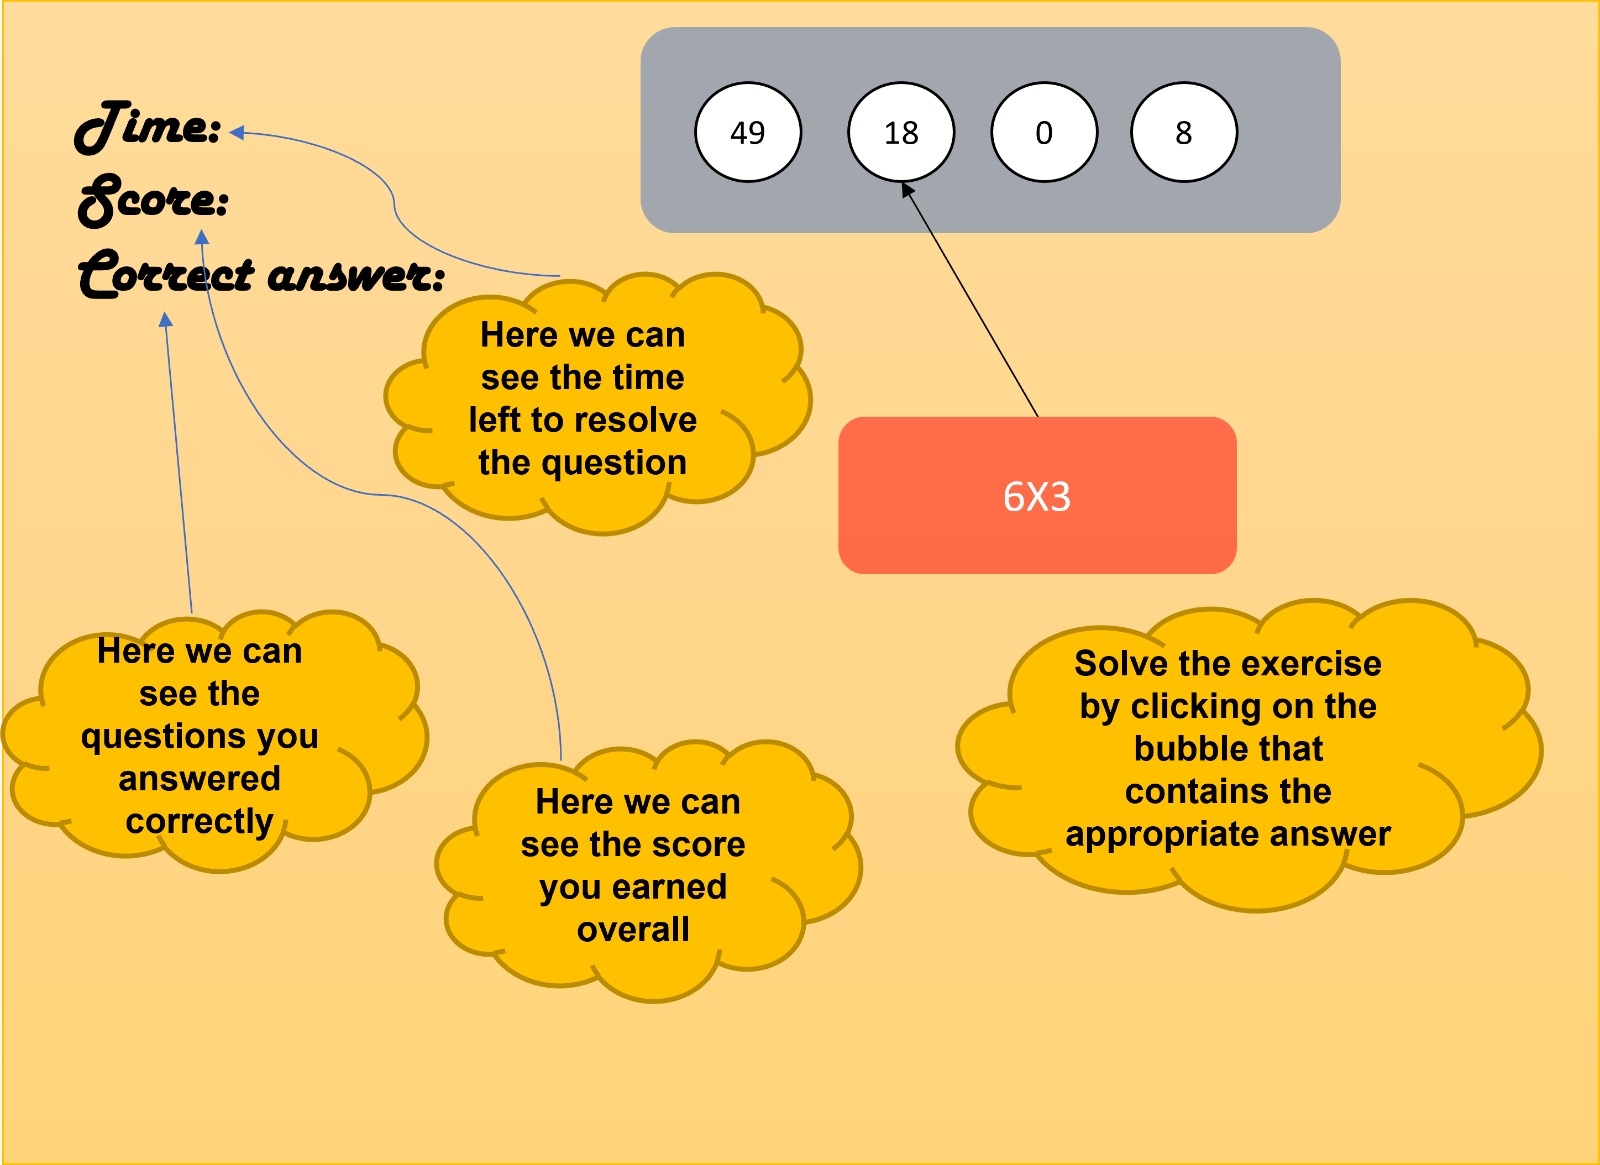 Time:
Score:
Correct answer:
49 18 0 8
Here we can
see the time
left to resolve
the question
6X3
Here we can
see the
questions you
answered
correctly
Here we can
see the score
you earned
overall
Solve the exercise
by clicking on the
bubble that
contains the
appropriate answer